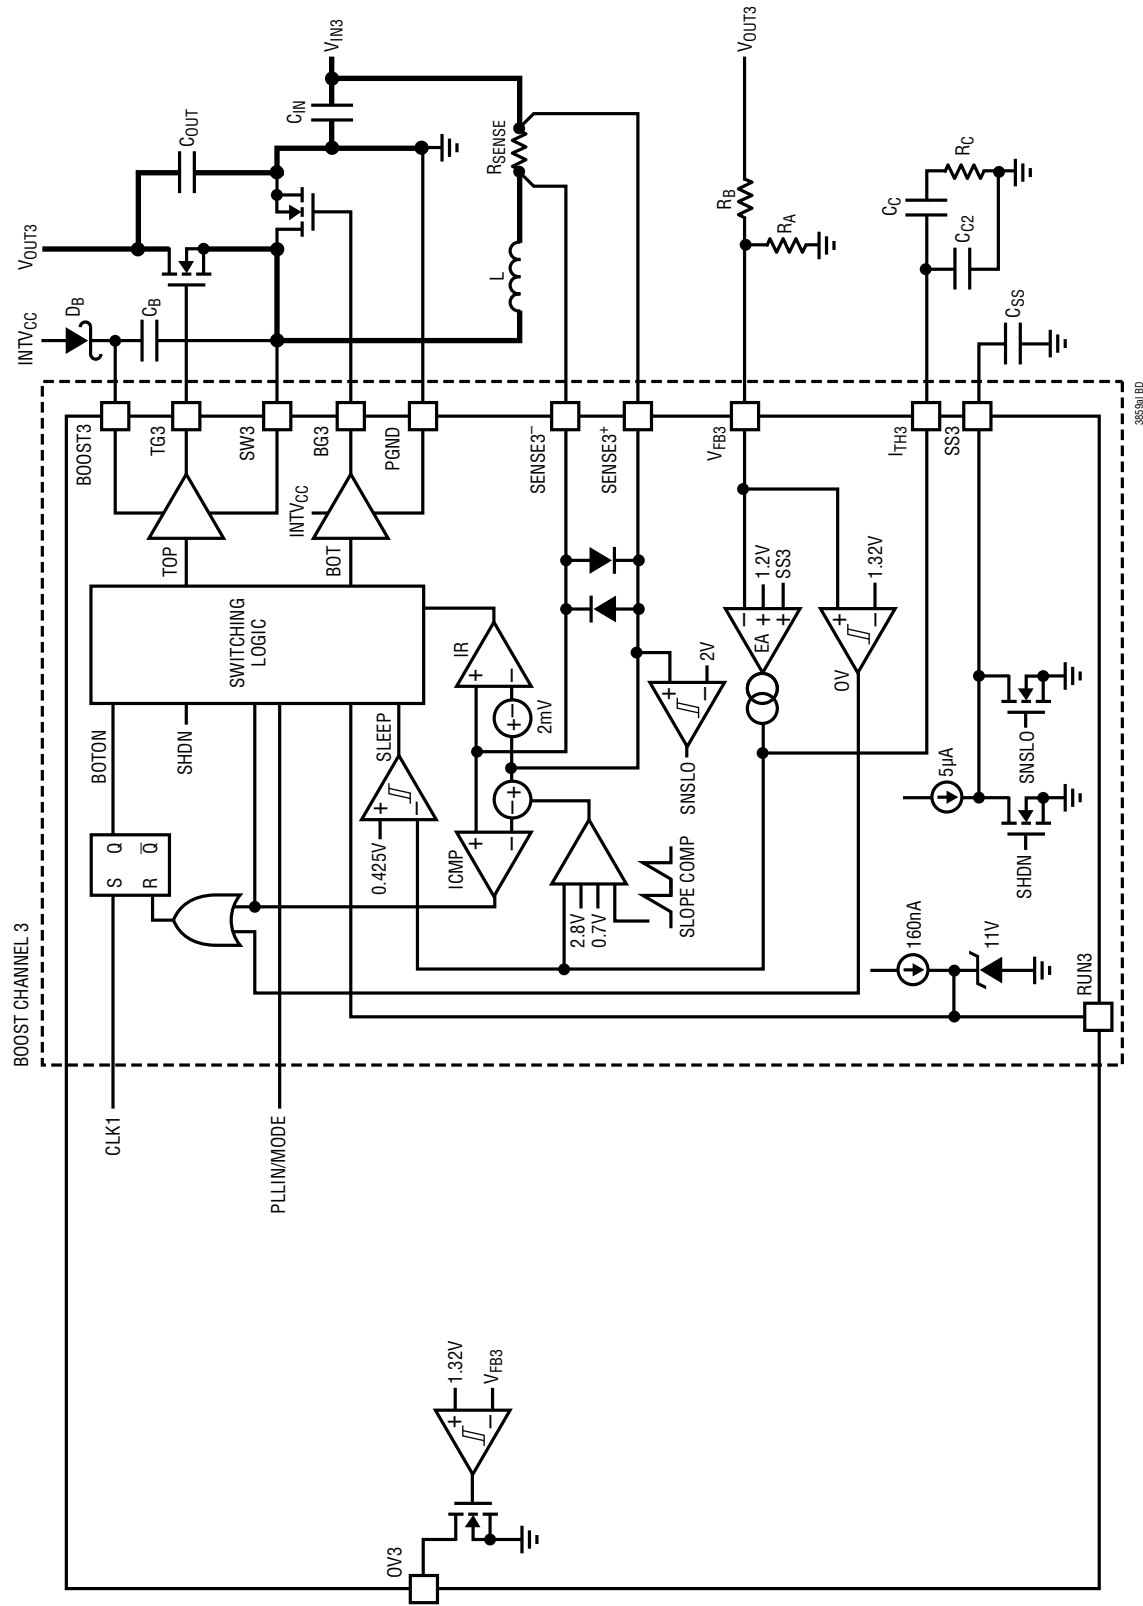 BOOST CHANNEL 3
INTVCC
DB
CB
VOUT3
COUT
CIN
VIN3
RSENSE
L
VOUT3
RB
RA
CC
RC
CC2
CSS
BOOST3
TG3
SW3
BG3
PGND
SENSE3–
SENSE3+
VFB3
ITH3
SS3
RUN3
OV3
TOP
INTVCC
BOT
SWITCHING
LOGIC
BOTON
SHDN
SLEEP
IR
+
–
+
–
2mV
S
Q
R
Q̅
0.425V
+
–
ICMP
+
–
+
–
2.8V
0.7V
SLOPE COMP
SNSLO
+
–
2V
EA
–
+
+
1.2V
SS3
OV
+
–
1.32V
5µA
SNSLO
SHDN
160nA
11V
CLK1
PLLIN/MODE
1.32V
VFB3
+
–
3859al BD